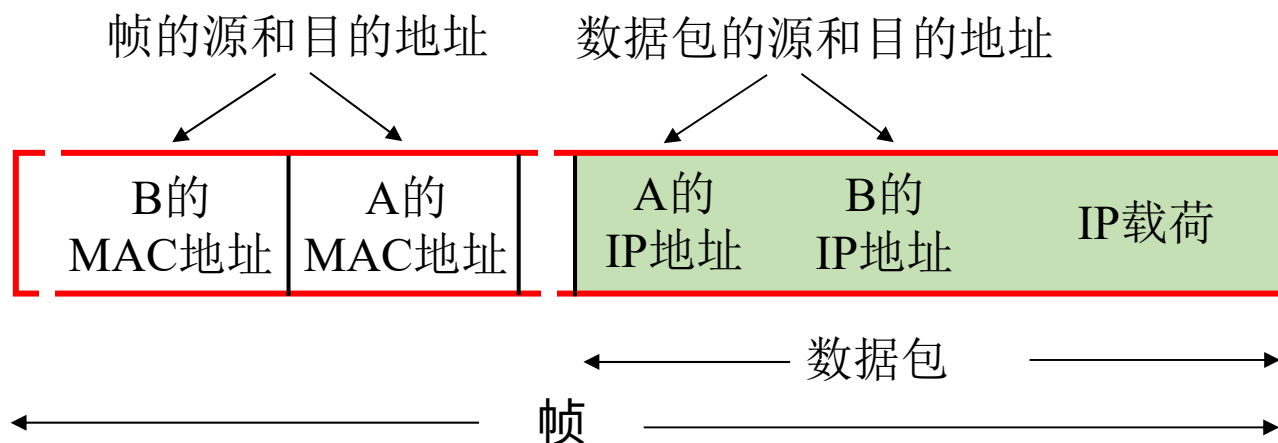 帧的源和目的地址
数据包的源和目的地址
B的
MAC地址
A的
MAC地址
A的
IP地址
B的
IP地址
IP载荷
数据包
帧